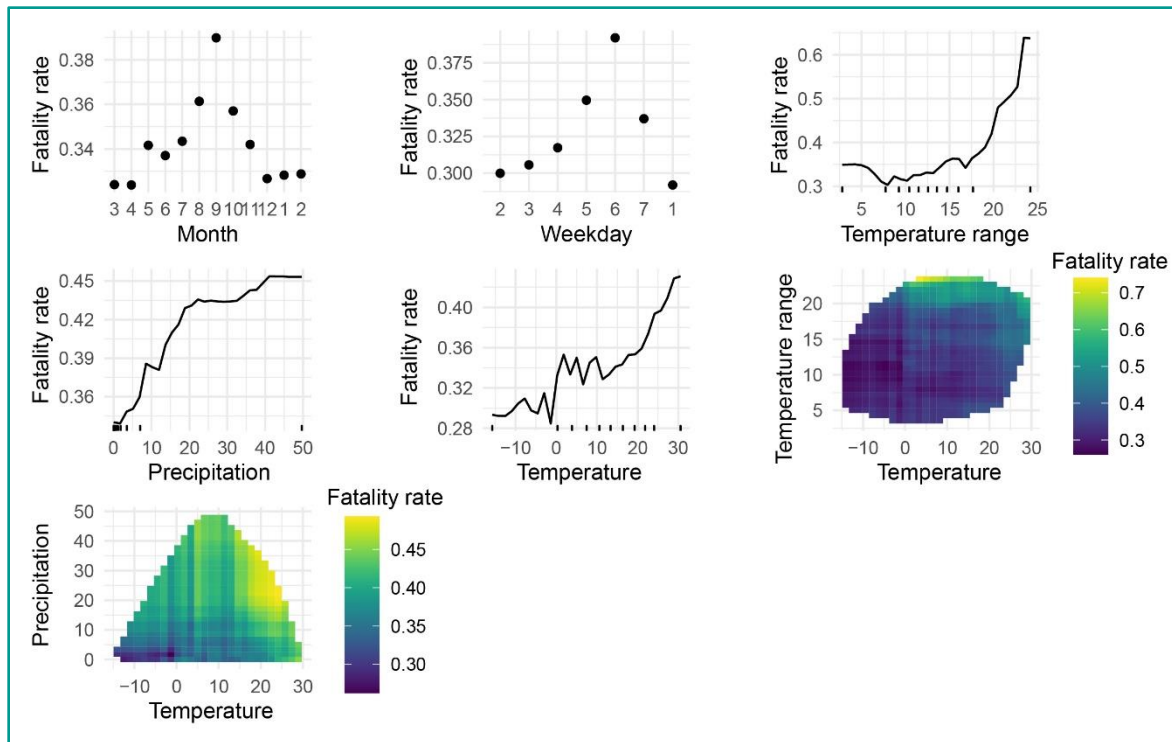 Fatality rate
0.38
0.36
0.34
3 4 5 6 7 8 9 10 11 12 1 2
Month
Fatality rate
0.375
0.350
0.325
0.300
2 3 4 5 6 7 1
Weekday
Fatality rate
0.6
0.5
0.4
0.3
5 10 15 20 25
Temperature range
Fatality rate
0.45
0.42
0.39
0.36
0 10 20 30 40 50
Precipitation
Fatality rate
0.40
0.36
0.32
0.28
−10 0 10 20 30
Temperature
Temperature range
20
15
10
5
−10 0 10 20 30
Temperature
Fatality rate
0.7
0.6
0.5
0.4
0.3
Precipitation
50
40
30
20
10
0
−10 0 10 20 30
Temperature
Fatality rate
0.45
0.40
0.35
0.30